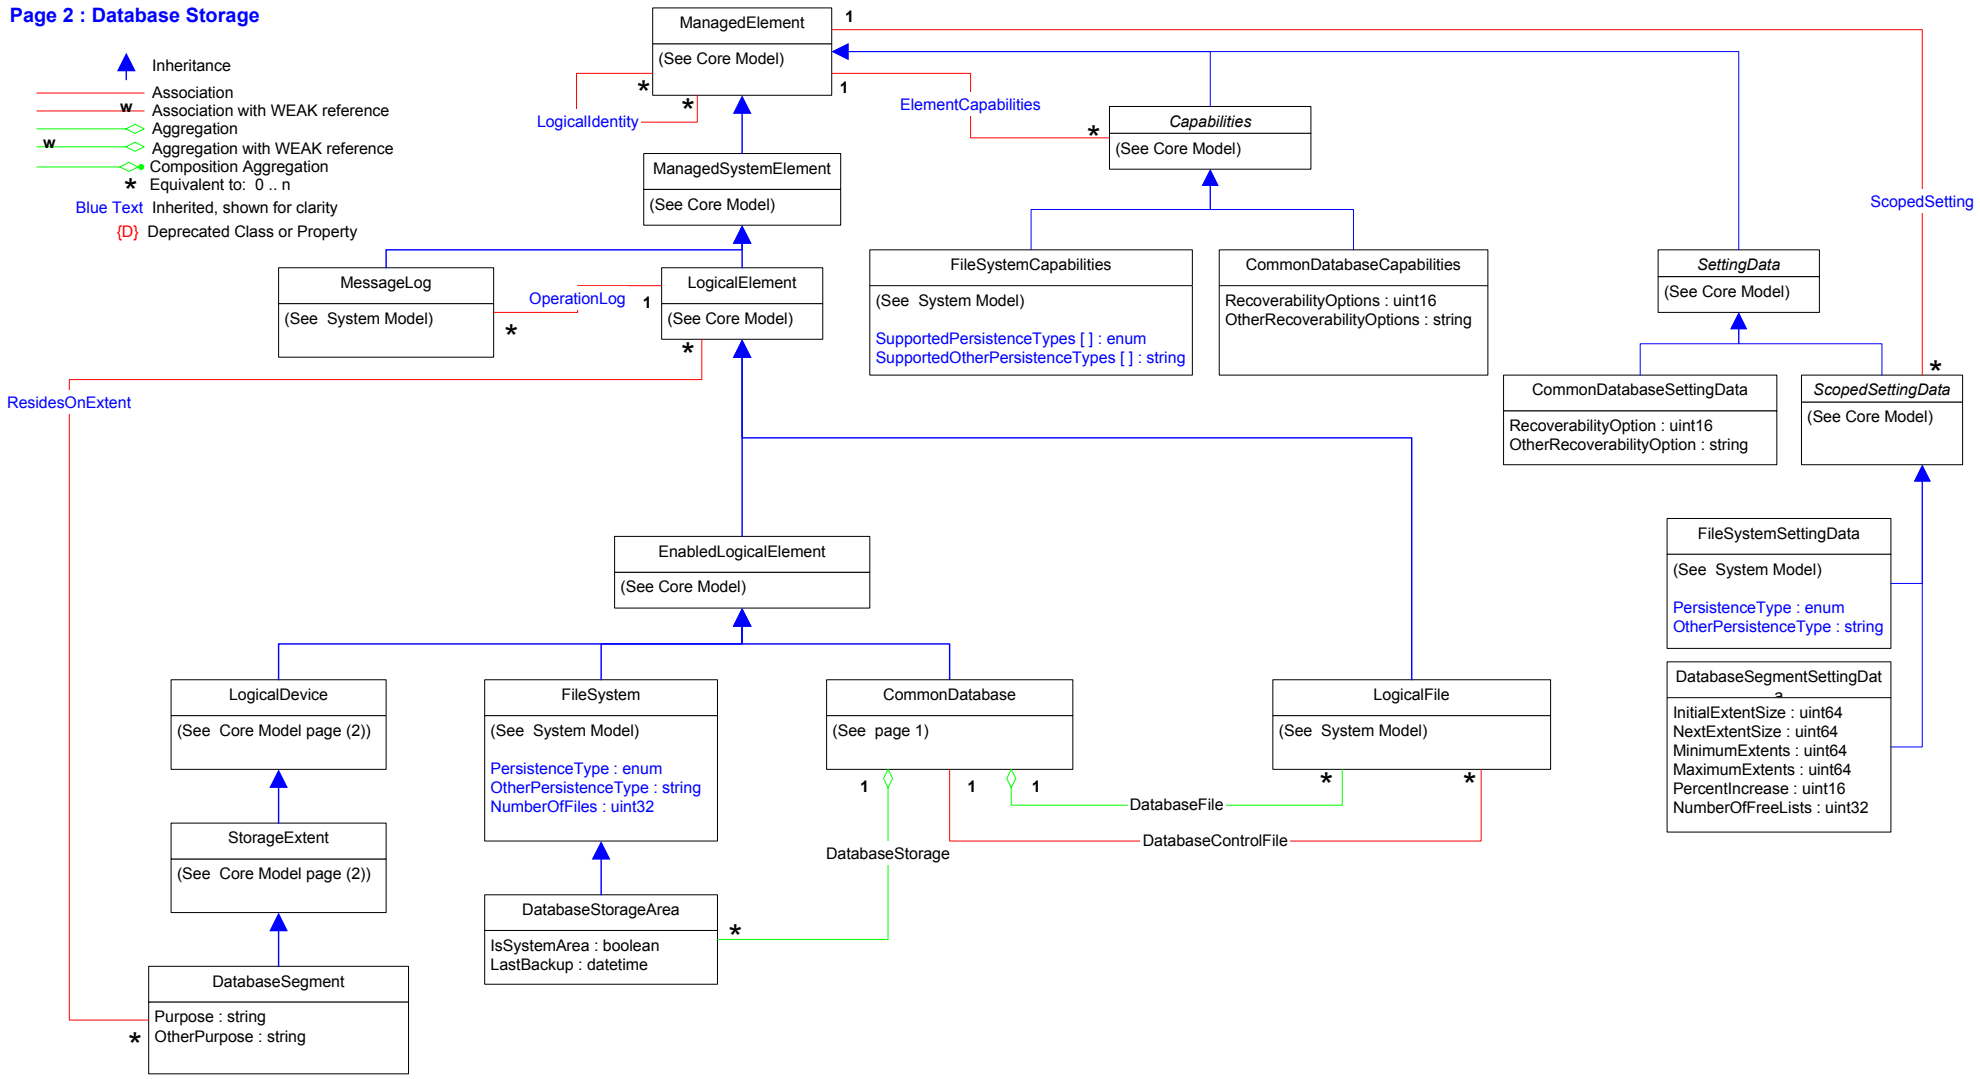 Page 2 : Database Storage
Inheritance
Association
w Association with WEAK reference
Aggregation
w Aggregation with WEAK reference
Composition Aggregation
* Equivalent to: 0 .. n
Blue Text Inherited, shown for clarity
{D} Deprecated Class or Property
ManagedElement
(See Core Model)
1
1
*
*
LogicalIdentity
ElementCapabilities
*
Capabilities
(See Core Model)
ManagedSystemElement
(See Core Model)
ScopedSetting
MessageLog
(See System Model)
OperationLog
1
*
LogicalElement
(See Core Model)
*
FileSystemCapabilities
(See System Model)
SupportedPersistenceTypes [ ] : enum
SupportedOtherPersistenceTypes [ ] : string
CommonDatabaseCapabilities
RecoverabilityOptions : uint16
OtherRecoverabilityOptions : string
SettingData
(See Core Model)
*
ResidesOnExtent
CommonDatabaseSettingData
RecoverabilityOption : uint16
OtherRecoverabilityOption : string
ScopedSettingData
(See Core Model)
EnabledLogicalElement
(See Core Model)
FileSystemSettingData
(See System Model)
PersistenceType : enum
OtherPersistenceType : string
LogicalDevice
(See Core Model page (2))
FileSystem
(See System Model)
PersistenceType : enum
OtherPersistenceType : string
NumberOfFiles : uint32
CommonDatabase
(See page 1)
1
1
1
LogicalFile
(See System Model)
*
*
DatabaseSegmentSettingDat
a
InitialExtentSize : uint64
NextExtentSize : uint64
MinimumExtents : uint64
MaximumExtents : uint64
PercentIncrease : uint16
NumberOfFreeLists : uint32
DatabaseFile
DatabaseControlFile
DatabaseStorage
StorageExtent
(See Core Model page (2))
DatabaseStorageArea
IsSystemArea : boolean
LastBackup : datetime
*
DatabaseSegment
Purpose : string
OtherPurpose : string
*